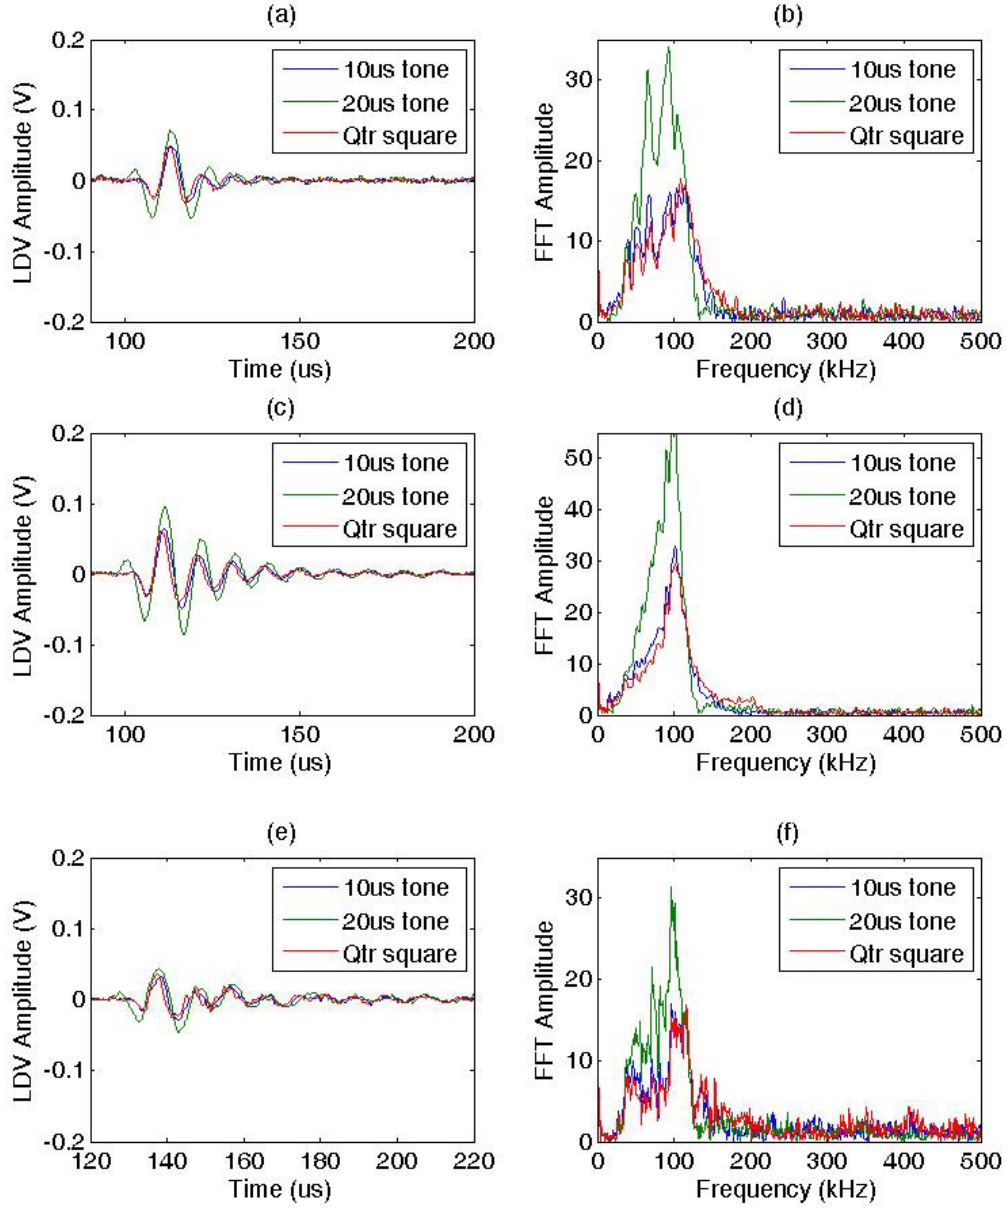 (a)
0.2
0.1
0
-0.1
-0.2
LDV Amplitude (V)
10us tone
20us tone
Qtr square
100
150
200
Time (us)
(b)
30
20
10
0
FFT Amplitude
10us tone
20us tone
Qtr square
0
100
200
300
400
500
Frequency (kHz)
(c)
0.2
0.1
0
-0.1
-0.2
LDV Amplitude (V)
10us tone
20us tone
Qtr square
100
150
200
Time (us)
(d)
50
40
30
20
10
0
FFT Amplitude
10us tone
20us tone
Qtr square
0
100
200
300
400
500
Frequency (kHz)
(e)
0.2
0.1
0
-0.1
-0.2
LDV Amplitude (V)
10us tone
20us tone
Qtr square
120
140
160
180
200
220
Time (us)
(f)
30
20
10
0
FFT Amplitude
10us tone
20us tone
Qtr square
0
100
200
300
400
500
Frequency (kHz)